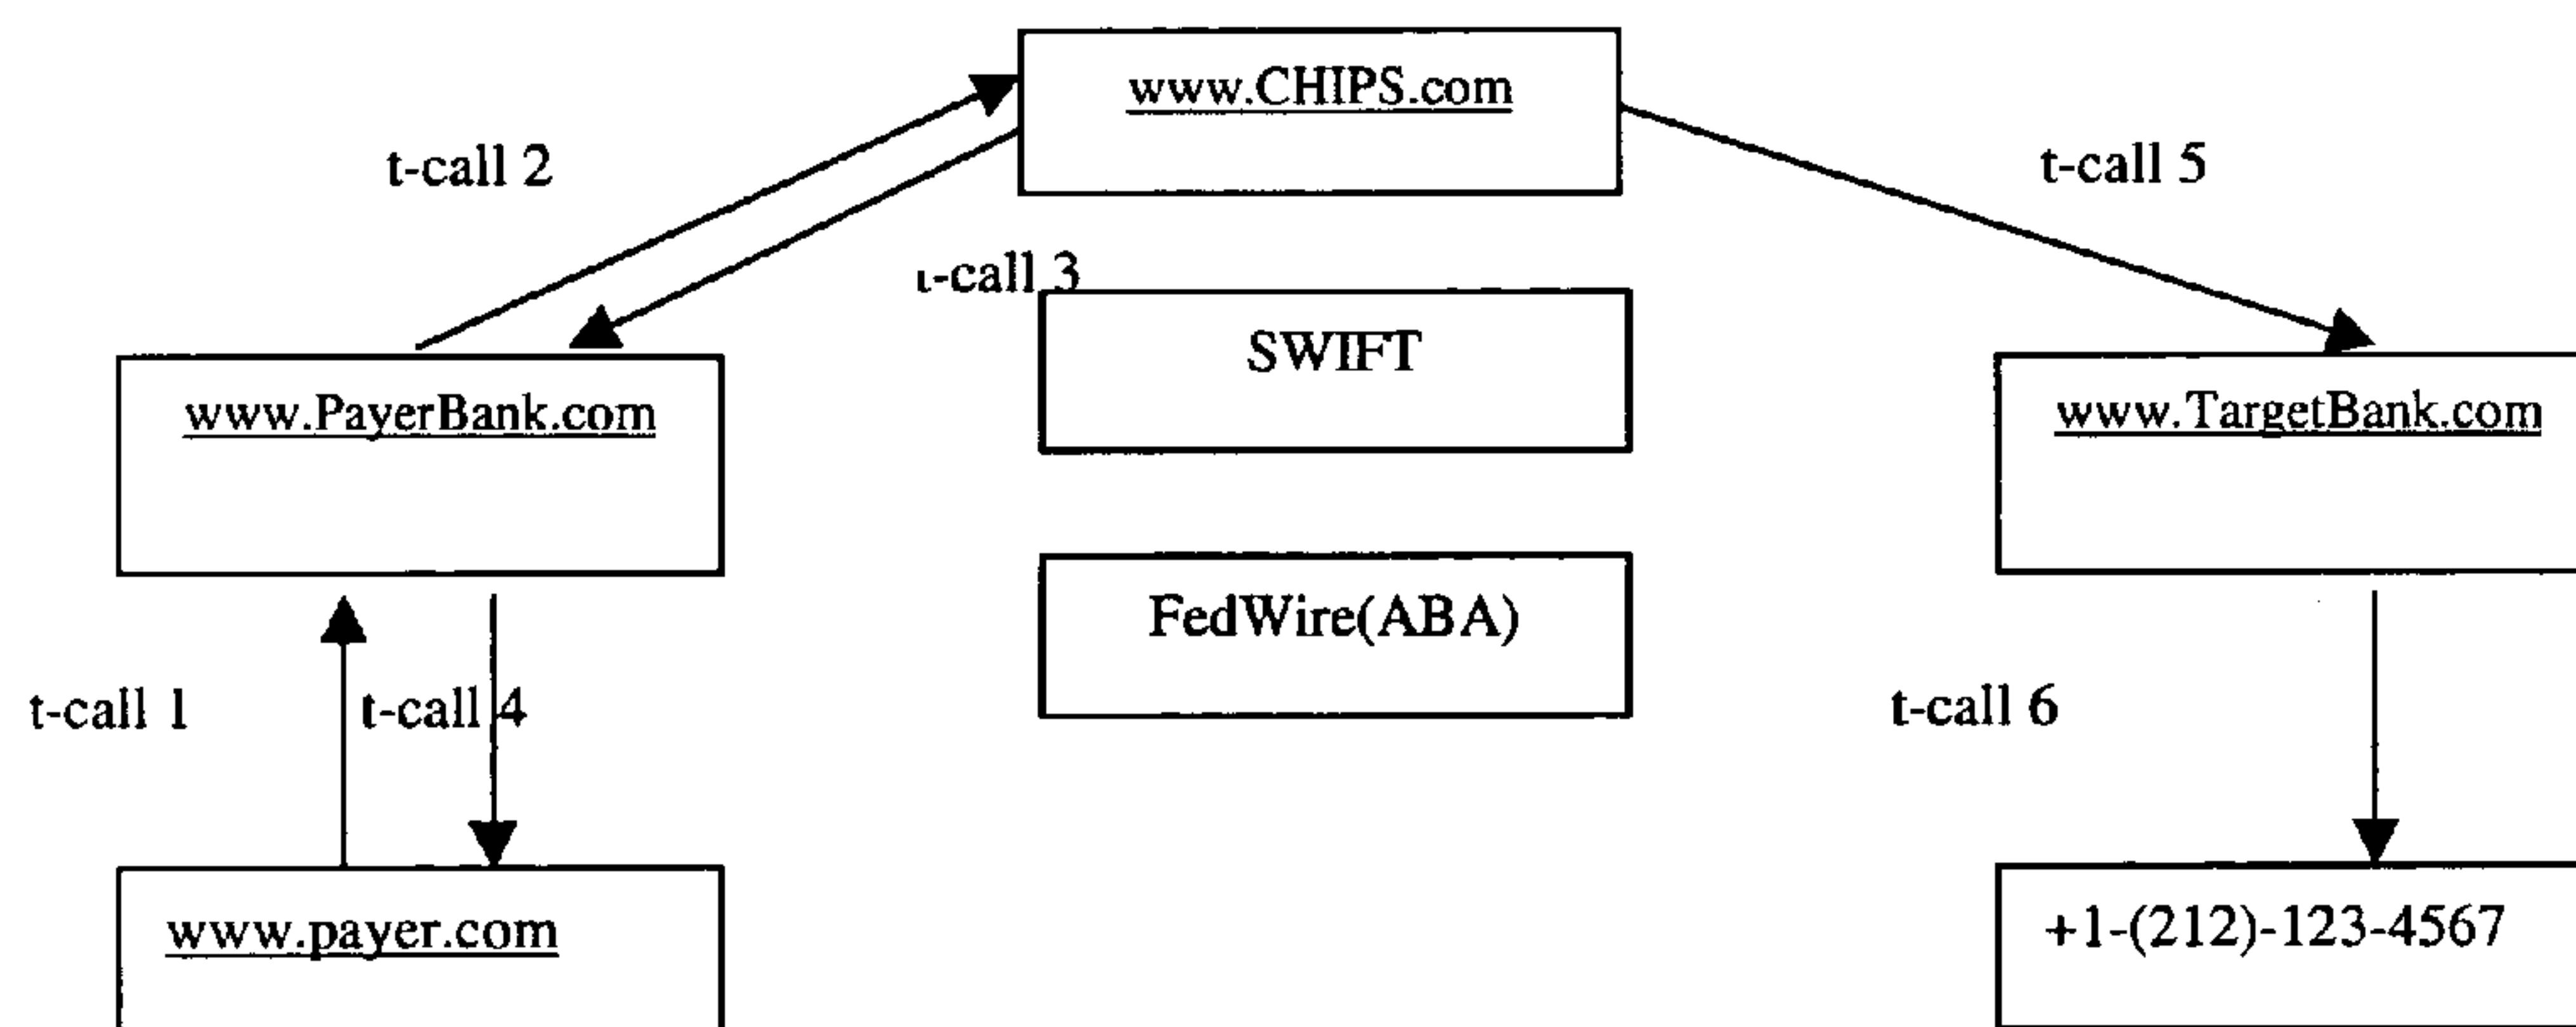 www.CHIPS.com
t-call 2
t-call 5
t-call 3
SWIFT
www.PayerBank.com
www.TargetBank.com
FedWire(ABA)
t-call 1
t-call 4
t-call 6
www.payer.com
+1-(212)-123-4567